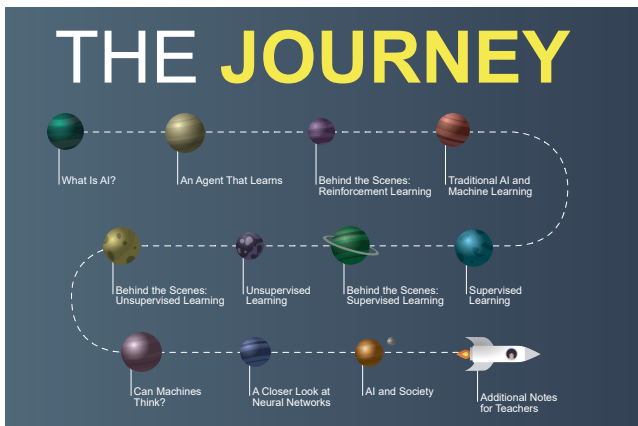 THE JOURNEY
What Is AI?
An Agent That Learns
Behind the Scenes:
Reinforcement Learning
Traditional AI and
Machine Learning
Behind the Scenes:
Unsupervised Learning
Unsupervised
Learning
Behind the Scenes:
Supervised Learning
Supervised
Learning
Can Machines
Think?
A Closer Look at
Neural Networks
AI and Society
Additional Notes
for Teachers